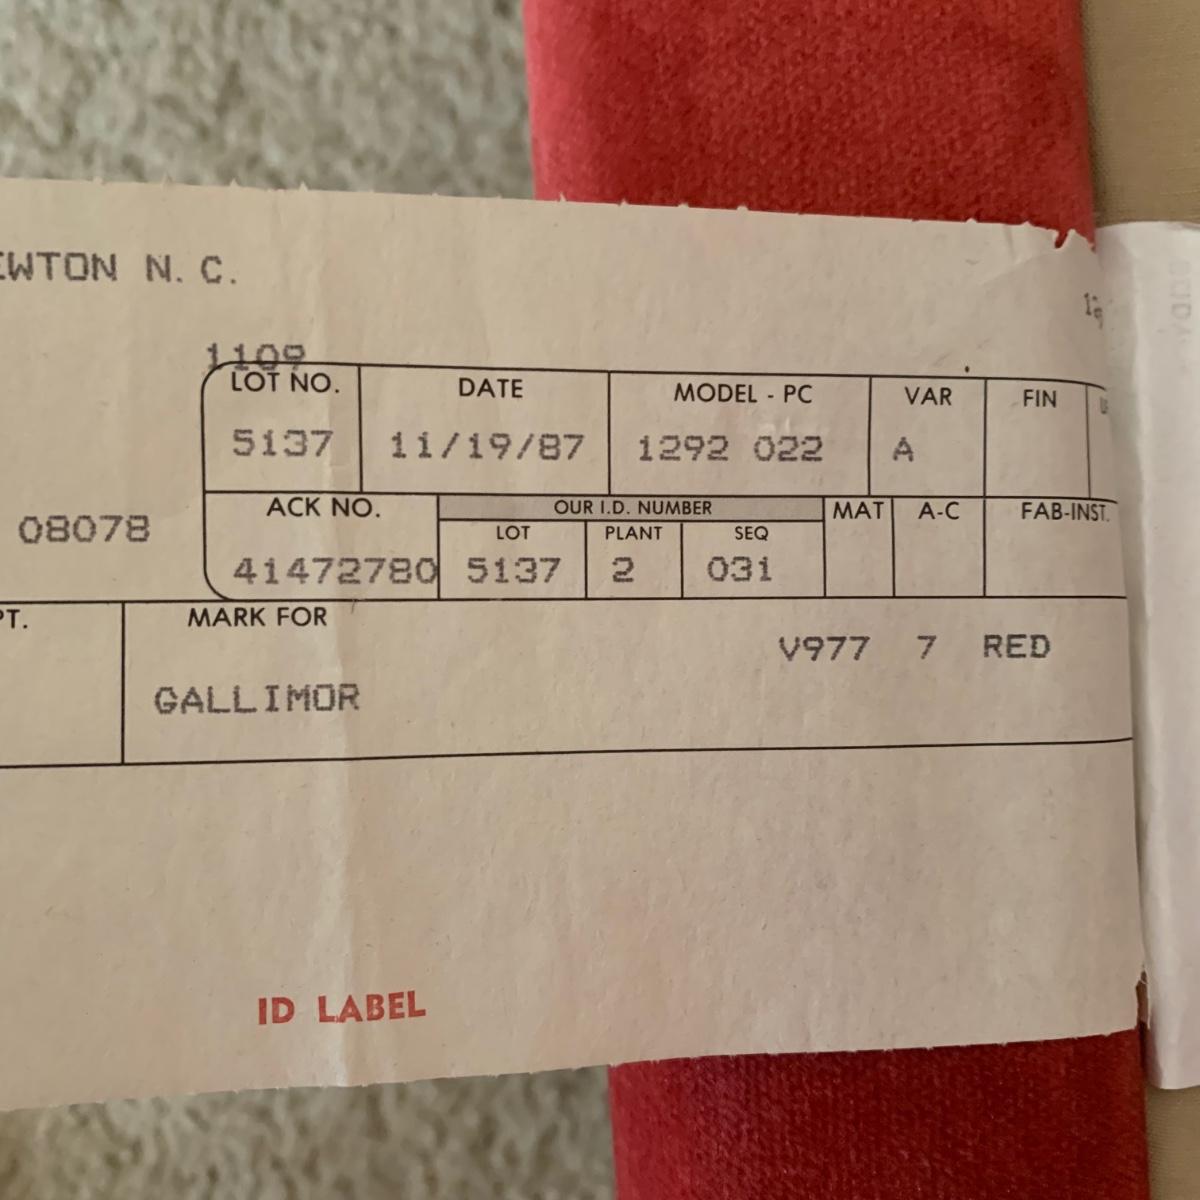 EWTON N. C.
1109
LOT NO. DATE MODEL - PC VAR FIN
5137 11/19/87 1292 022 A
ACK NO. OUR I.D. NUMBER MAT A-C FAB-INST.
LOT PLANT SEQ
08078 41472780 5137 2 031
PT. MARK FOR
V977 7 RED
GALLIMOR
ID LABEL